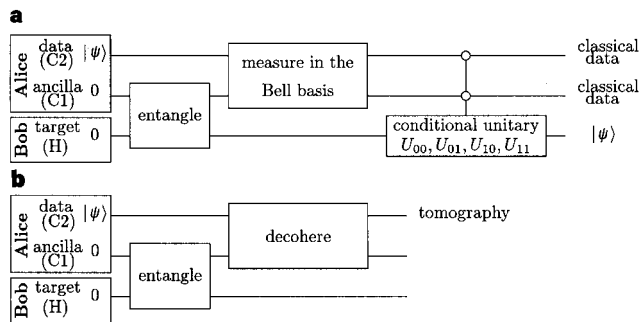 a
Alice
data |ψ⟩
(C2)
ancilla 0
(C1)
Bob
target 0
(H)
entangle
measure in the
Bell basis
conditional unitary
U₀₀, U₀₁, U₁₀, U₁₁
classical
data
classical
data
|ψ⟩
b
Alice
data |ψ⟩
(C2)
ancilla 0
(C1)
Bob
target 0
(H)
entangle
decohere
tomography